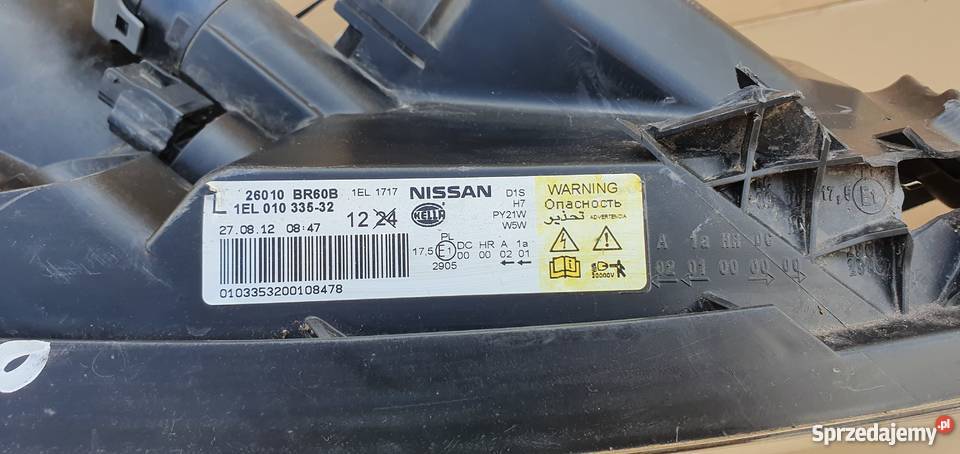 L
26010 BR60B 1EL 1717 NISSAN
1EL 010 335-32
27.08.12 08:47 12 24 HELLA
D1S
H7
PY21W
W5W
PL
17,5 E1 DC HR A 1a
00 00 02 01
2905
0103353200108478
WARNING
Опасность
تحذير ADVERTENCIA
20000V
A 1a HR DC
02 01 00 00
17,5 E1
Sprzedajemy.pl